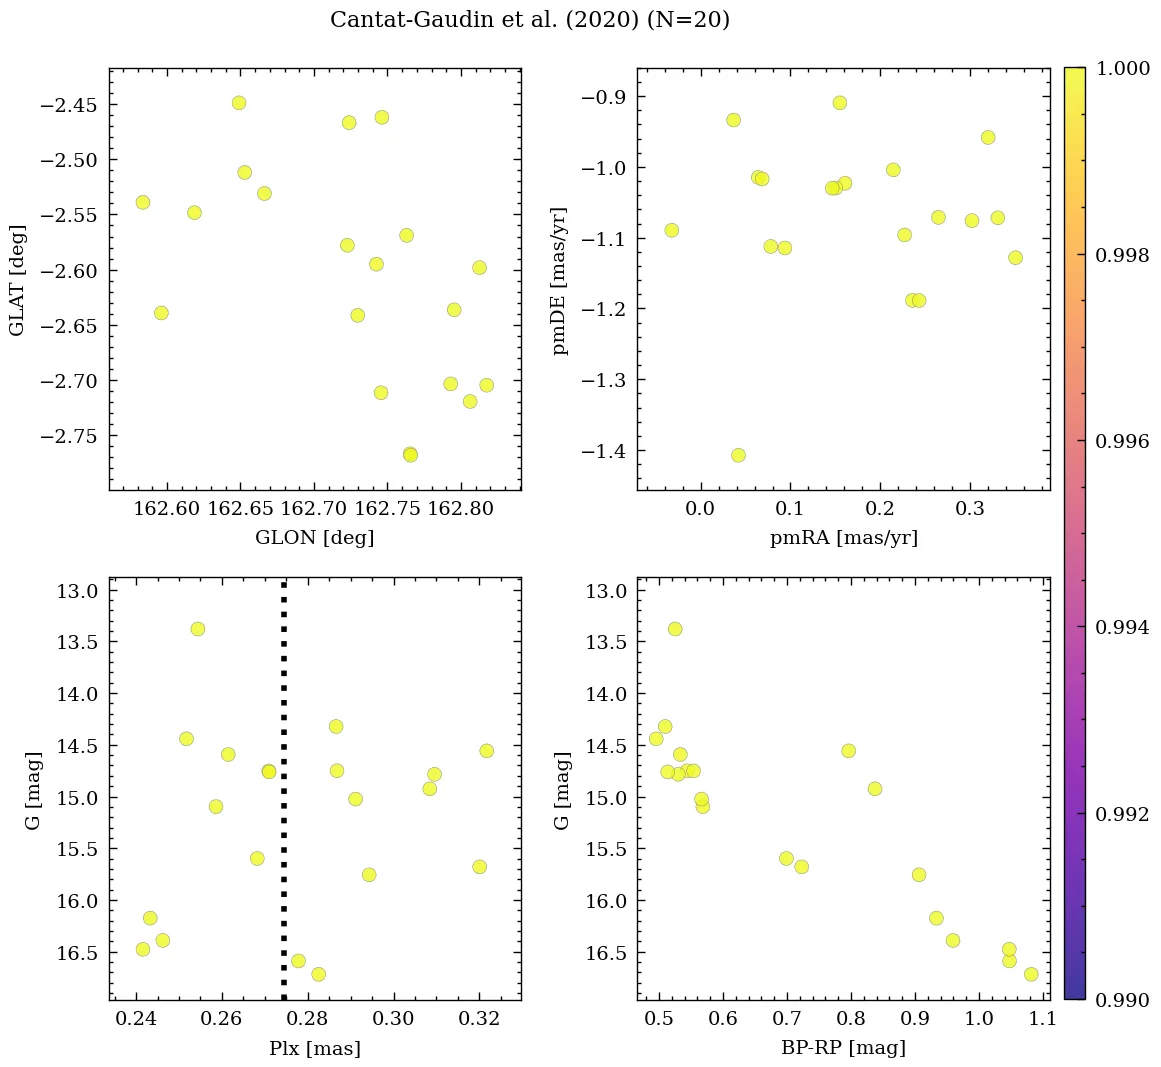 Cantat-Gaudin et al. (2020) (N=20)
−2.45
−2.50
−2.55
−2.60
−2.65
−2.70
−2.75
GLAT [deg]
162.60 162.65 162.70 162.75 162.80
GLON [deg]
−0.9
−1.0
−1.1
−1.2
−1.3
−1.4
pmDE [mas/yr]
0.0 0.1 0.2 0.3
pmRA [mas/yr]
13.0
13.5
14.0
14.5
15.0
15.5
16.0
16.5
G [mag]
0.24 0.26 0.28 0.30 0.32
Plx [mas]
13.0
13.5
14.0
14.5
15.0
15.5
16.0
16.5
G [mag]
0.5 0.6 0.7 0.8 0.9 1.0 1.1
BP-RP [mag]
1.000
0.998
0.996
0.994
0.992
0.990